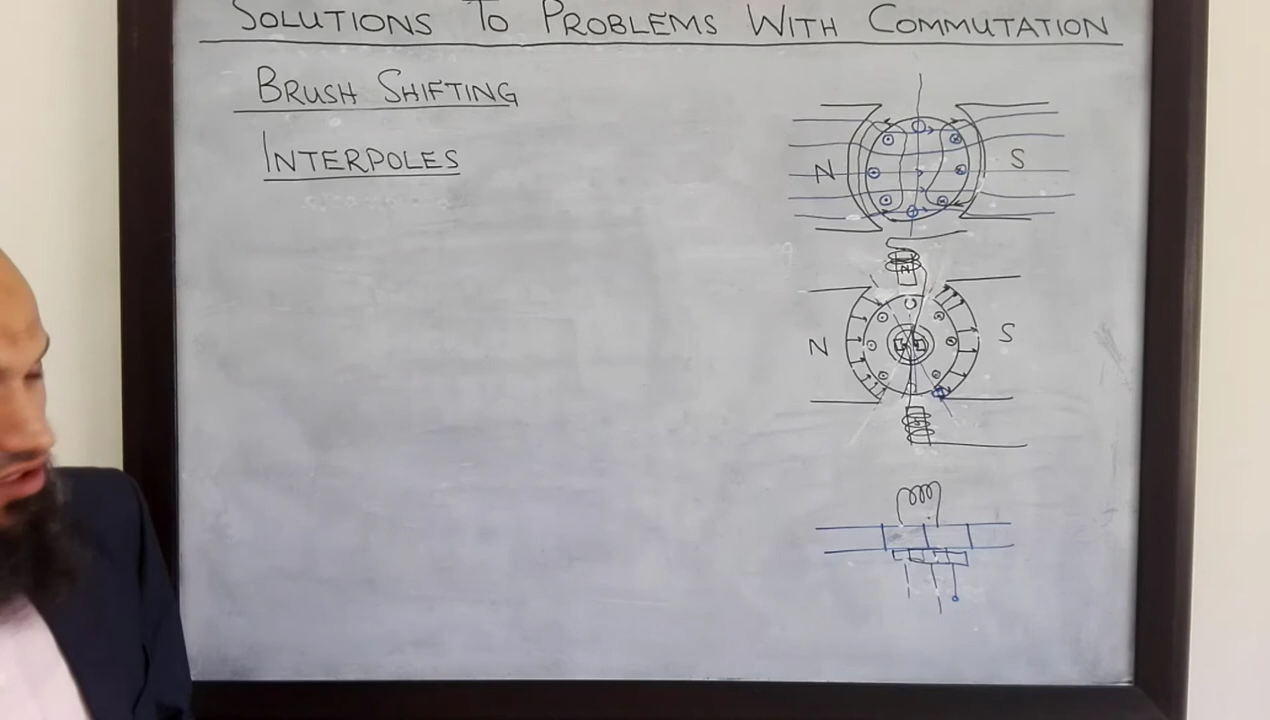 SOLUTIONS TO PROBLEMS WITH COMMUTATION
BRUSH SHIFTING
INTERPOLES
N S
N
N S